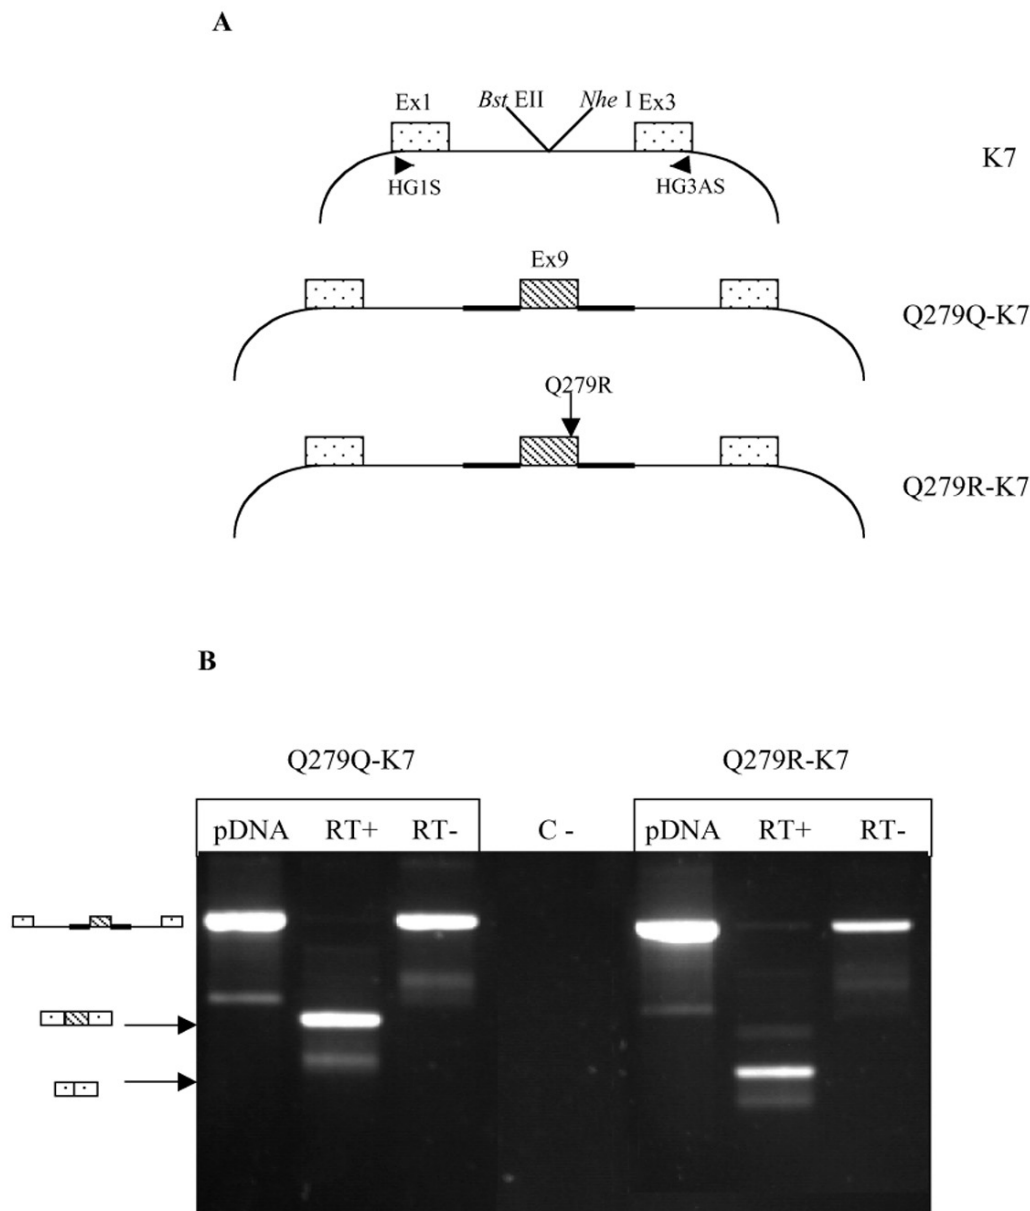 A
Ex1 Bst EII Nhe I Ex3
K7
HG1S HG3AS
Ex9
Q279Q-K7
Q279R
Q279R-K7
B
Q279Q-K7 Q279R-K7
pDNA RT+ RT- C - pDNA RT+ RT-